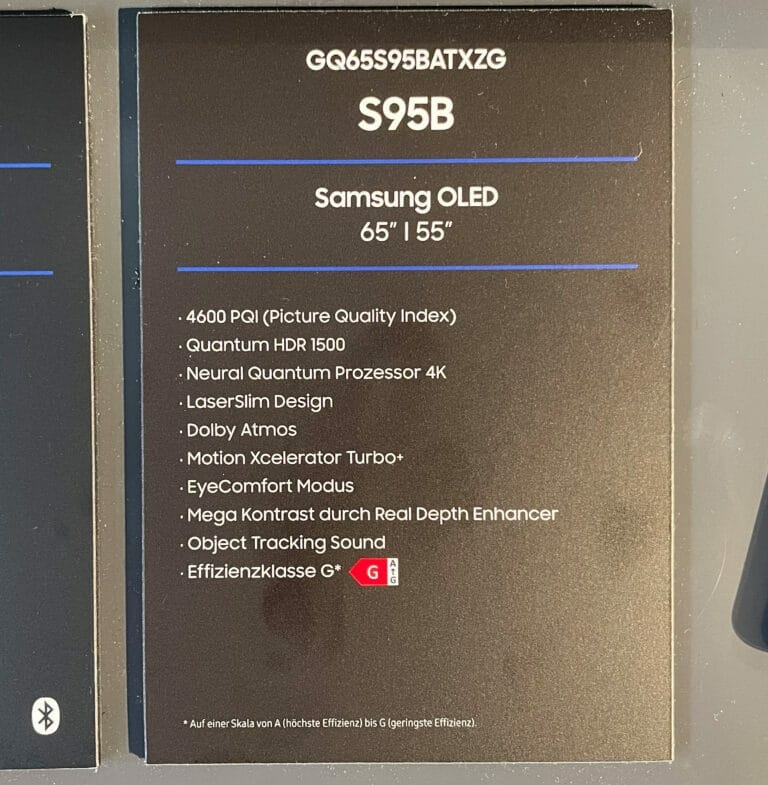 GQ65S95BATXZG
S95B
Samsung OLED
65" | 55"
· 4600 PQI (Picture Quality Index)
· Quantum HDR 1500
· Neural Quantum Prozessor 4K
· LaserSlim Design
· Dolby Atmos
· Motion Xcelerator Turbo+
· EyeComfort Modus
· Mega Kontrast durch Real Depth Enhancer
· Object Tracking Sound
· Effizienzklasse G* G A↑G
* Auf einer Skala von A (höchste Effizienz) bis G (geringste Effizienz).